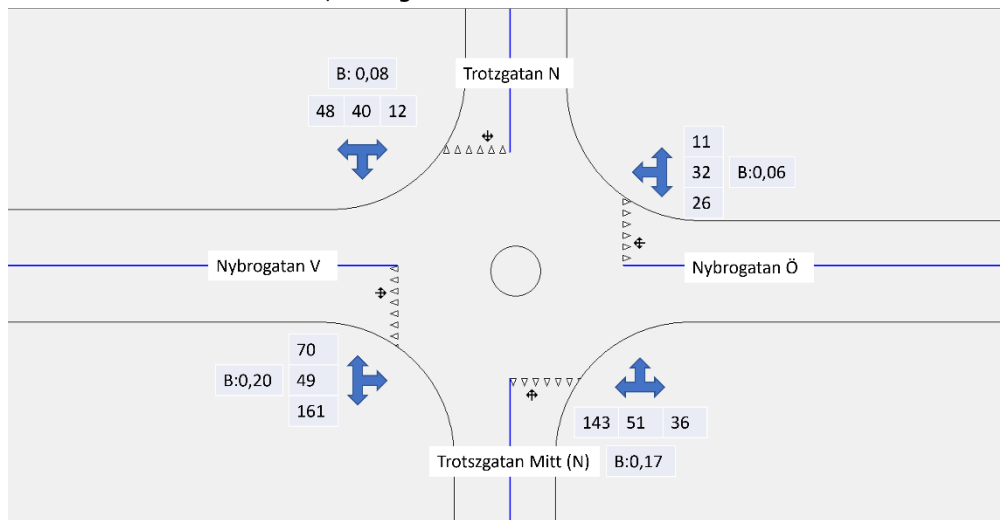 B: 0,08
Trotzgatan N
48 40 12
11
32
B:0,06
26
Nybrogatan V
Nybrogatan Ö
70
B:0,20
49
161
143 51 36
Trotszgatan Mitt (N)
B:0,17